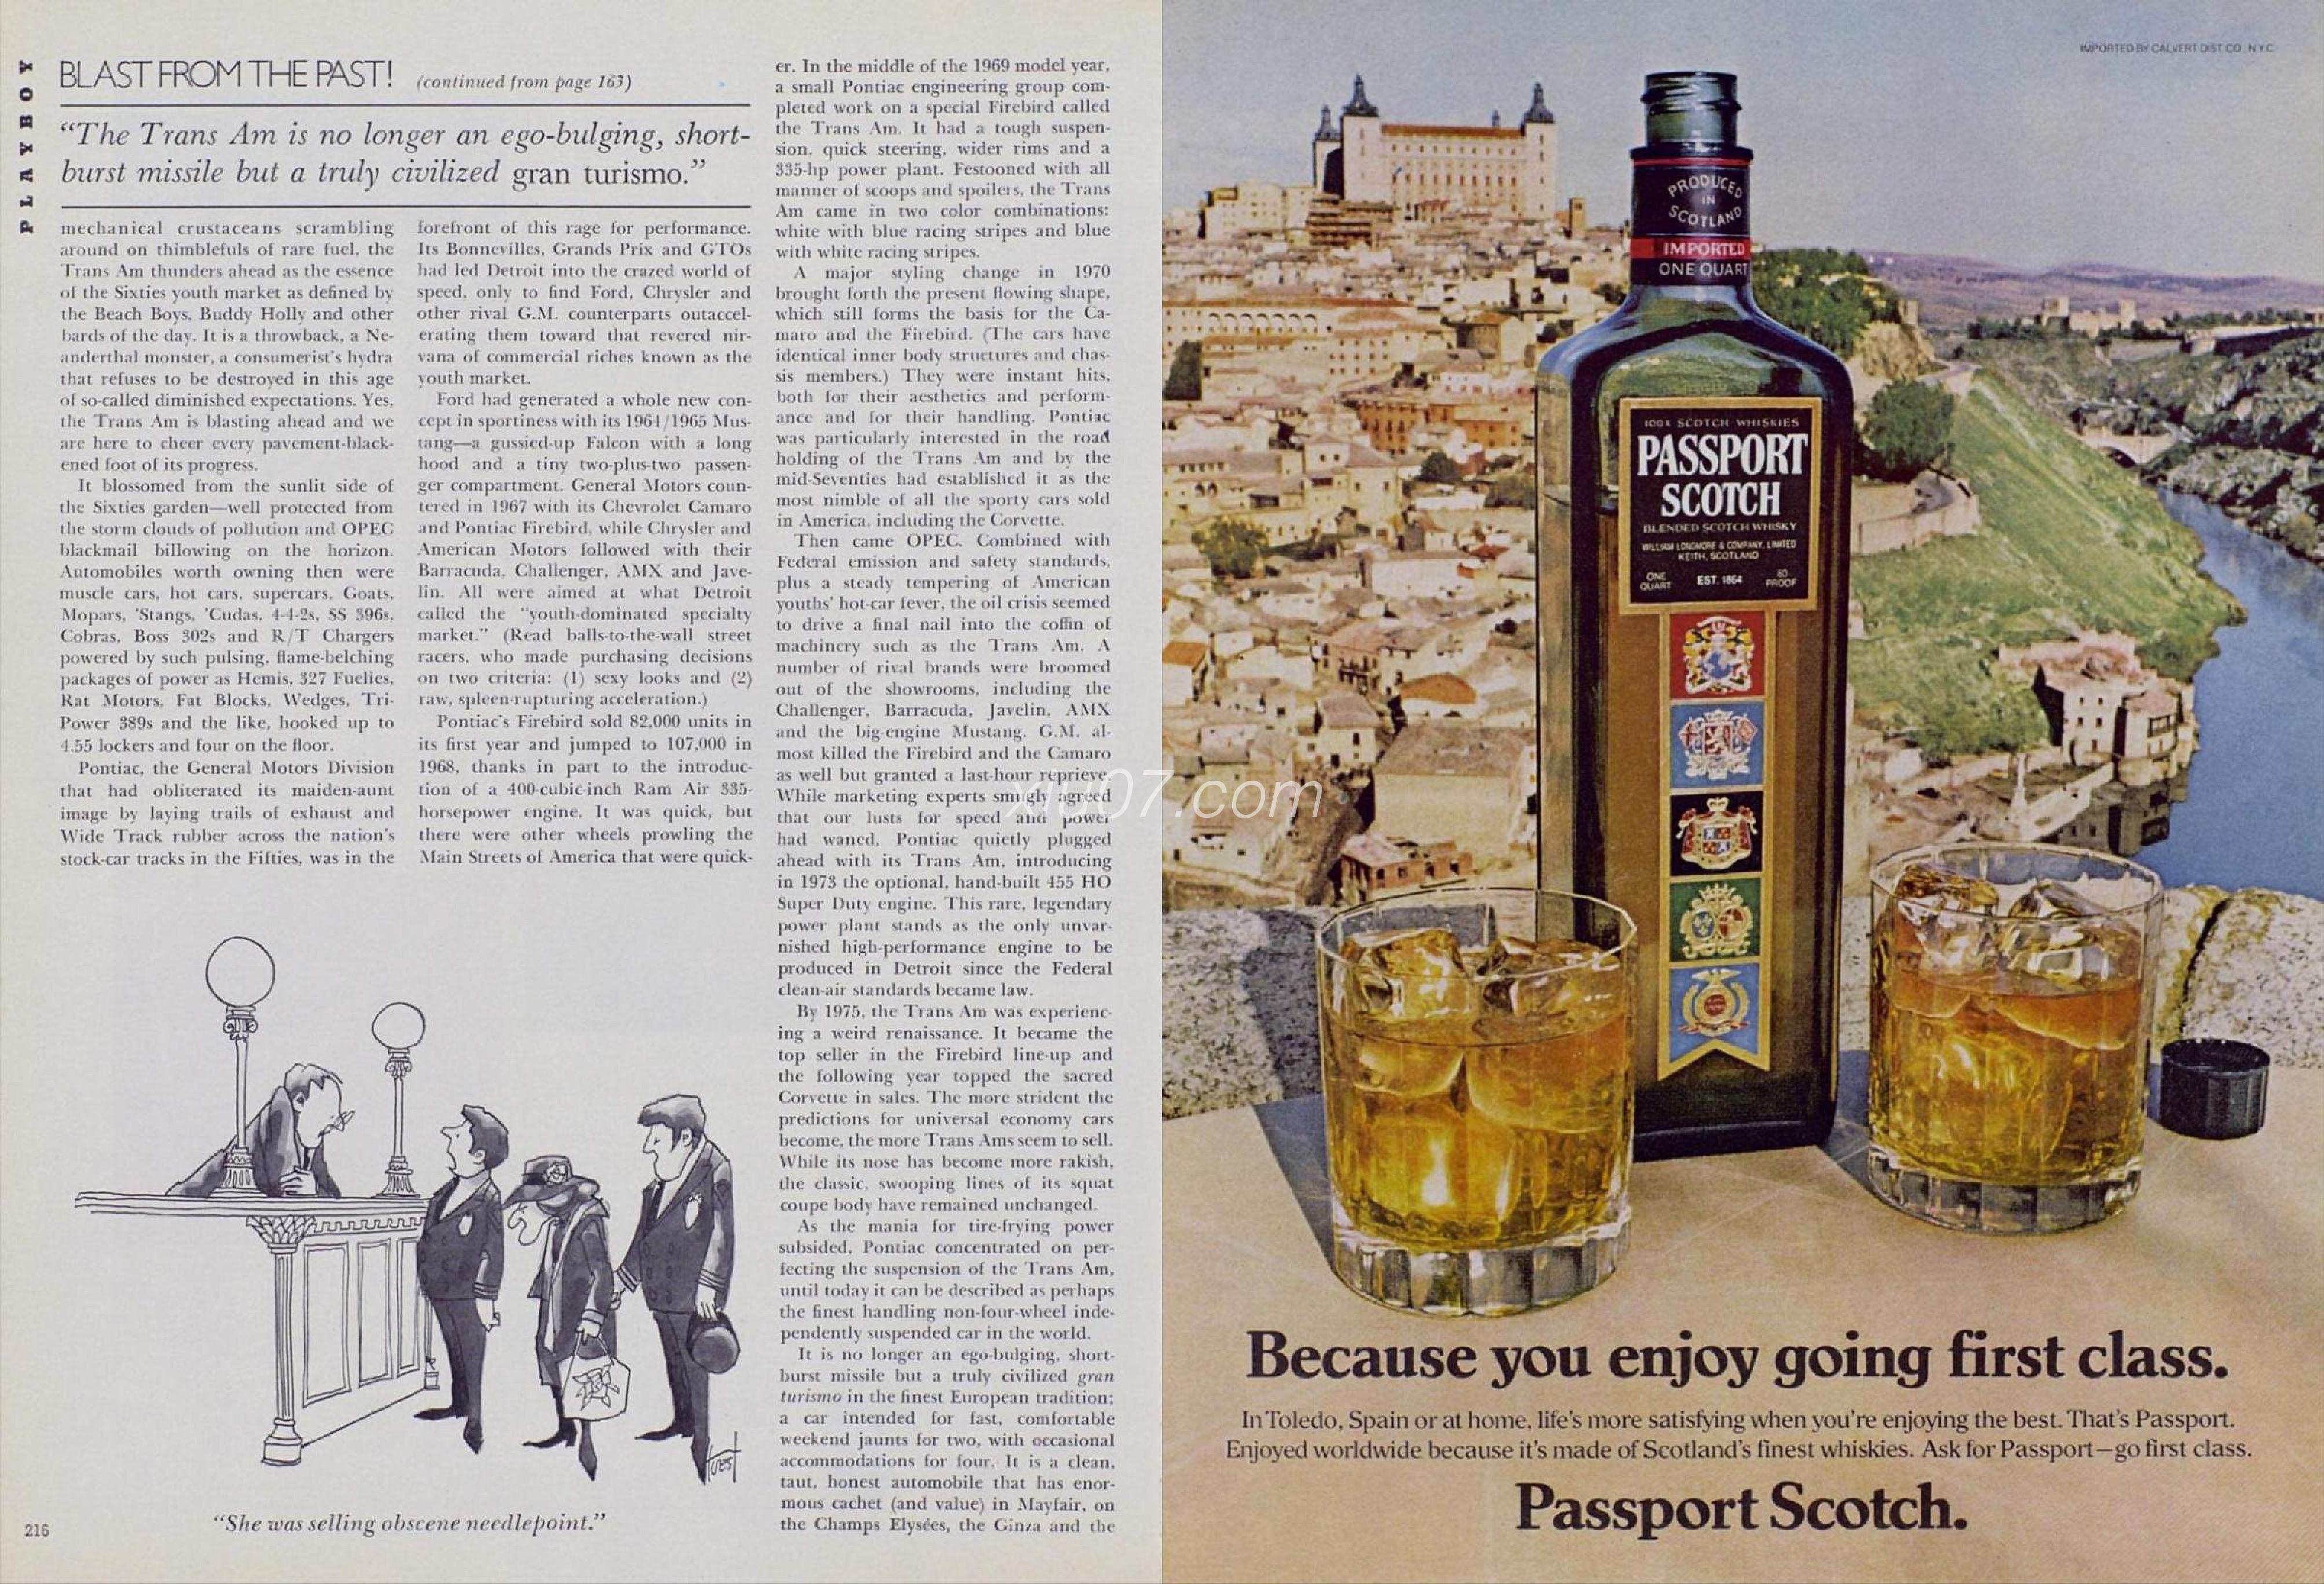 PLAYBOY
BLAST FROM THE PAST! (continued from page 163)
“The Trans Am is no longer an ego-bulging, short-
burst missile but a truly civilized gran turismo.”
mechanical crustaceans scrambling
around on thimblefuls of rare fuel, the
Trans Am thunders ahead as the essence
of the Sixties youth market as defined by
the Beach Boys, Buddy Holly and other
bards of the day. It is a throwback, a Ne-
anderthal monster, a consumerist's hydra
that refuses to be destroyed in this age
of so-called diminished expectations. Yes,
the Trans Am is blasting ahead and we
are here to cheer every pavement-black-
ened foot of its progress.
It blossomed from the sunlit side of
the Sixties garden—well protected from
the storm clouds of pollution and OPEC
blackmail billowing on the horizon.
Automobiles worth owning then were
muscle cars, hot cars, supercars, Goats,
Mopars, 'Stangs, 'Cudas, 4-4-2s, SS 396s,
Cobras, Boss 302s and R/T Chargers
powered by such pulsing, flame-belching
packages of power as Hemis, 327 Fuelies,
Rat Motors, Fat Blocks, Wedges, Tri-
Power 389s and the like, hooked up to
4.55 lockers and four on the floor.
Pontiac, the General Motors Division
that had obliterated its maiden-aunt
image by laying trails of exhaust and
Wide Track rubber across the nation's
stock-car tracks in the Fifties, was in the
forefront of this rage for performance.
Its Bonnevilles, Grands Prix and GTOs
had led Detroit into the crazed world of
speed, only to find Ford, Chrysler and
other rival G.M. counterparts outaccel-
erating them toward that revered nir-
vana of commercial riches known as the
youth market.
Ford had generated a whole new con-
cept in sportiness with its 1964/1965 Mus-
tang—a gussied-up Falcon with a long
hood and a tiny two-plus-two passen-
ger compartment. General Motors coun-
tered in 1967 with its Chevrolet Camaro
and Pontiac Firebird, while Chrysler and
American Motors followed with their
Barracuda, Challenger, AMX and Jave-
lin. All were aimed at what Detroit
called the “youth-dominated specialty
market.” (Read balls-to-the-wall street
racers, who made purchasing decisions
on two criteria: (1) sexy looks and (2)
raw, spleen-rupturing acceleration.)
Pontiac's Firebird sold 82,000 units in
its first year and jumped to 107,000 in
1968, thanks in part to the introduc-
tion of a 400-cubic-inch Ram Air 335-
horsepower engine. It was quick, but
there were other wheels prowling the
Main Streets of America that were quick-
er. In the middle of the 1969 model year,
a small Pontiac engineering group com-
pleted work on a special Firebird called
the Trans Am. It had a tough suspen-
sion, quick steering, wider rims and a
335-hp power plant. Festooned with all
manner of scoops and spoilers, the Trans
Am came in two color combinations:
white with blue racing stripes and blue
with white racing stripes.
A major styling change in 1970
brought forth the present flowing shape,
which still forms the basis for the Ca-
maro and the Firebird. (The cars have
identical inner body structures and chas-
sis members.) They were instant hits,
both for their aesthetics and perform-
ance and for their handling. Pontiac
was particularly interested in the road
holding of the Trans Am and by the
mid-Seventies had established it as the
most nimble of all the sporty cars sold
in America, including the Corvette.
Then came OPEC. Combined with
Federal emission and safety standards,
plus a steady tempering of American
youths' hot-car fever, the oil crisis seemed
to drive a final nail into the coffin of
machinery such as the Trans Am. A
number of rival brands were broomed
out of the showrooms, including the
Challenger, Barracuda, Javelin, AMX
and the big-engine Mustang. G.M. al-
most killed the Firebird and the Camaro
as well but granted a last-hour reprieve.
While marketing experts smugly agreed
that our lusts for speed and power
had waned, Pontiac quietly plugged
ahead with its Trans Am, introducing
in 1973 the optional, hand-built 455 HO
Super Duty engine. This rare, legendary
power plant stands as the only unvar-
nished high-performance engine to be
produced in Detroit since the Federal
clean-air standards became law.
By 1975, the Trans Am was experienc-
ing a weird renaissance. It became the
top seller in the Firebird line-up and
the following year topped the sacred
Corvette in sales. The more strident the
predictions for universal economy cars
become, the more Trans Ams seem to sell.
While its nose has become more rakish,
the classic, swooping lines of its squat
coupe body have remained unchanged.
As the mania for tire-frying power
subsided, Pontiac concentrated on per-
fecting the suspension of the Trans Am,
until today it can be described as perhaps
the finest handling non-four-wheel inde-
pendently suspended car in the world.
It is no longer an ego-bulging, short-
burst missile but a truly civilized gran
turismo in the finest European tradition;
a car intended for fast, comfortable
weekend jaunts for two, with occasional
accommodations for four. It is a clean,
taut, honest automobile that has enor-
mous cachet (and value) in Mayfair, on
the Champs Elysées, the Ginza and the
“She was selling obscene needlepoint.”
216
xiu07.com
IMPORTED BY CALVERT DIST. CO. N.Y.C.
PRODUCED
IN
SCOTLAND
IMPORTED
ONE QUART
100% SCOTCH WHISKIES
PASSPORT
SCOTCH
BLENDED SCOTCH WHISKY
WILLIAM LONGMORE & COMPANY, LIMITED
KEITH, SCOTLAND
ONE QUART EST. 1864 80 PROOF
Because you enjoy going first class.
In Toledo, Spain or at home, life's more satisfying when you're enjoying the best. That's Passport.
Enjoyed worldwide because it's made of Scotland's finest whiskies. Ask for Passport—go first class.
Passport Scotch.